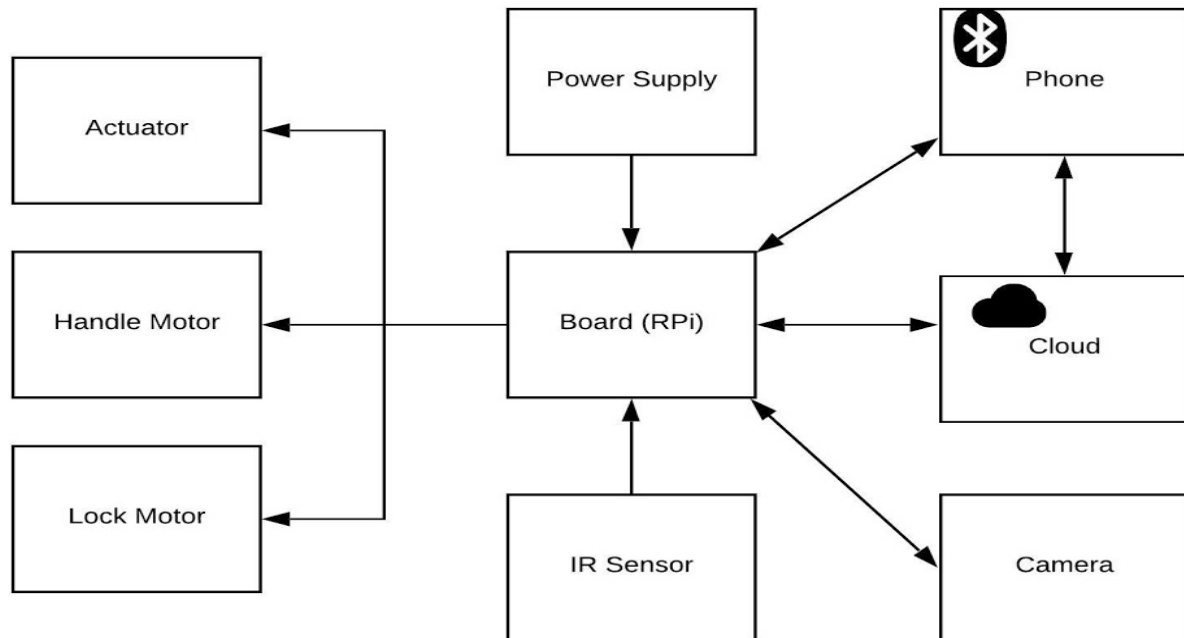 Power Supply
Phone
Actuator
Handle Motor
Board (RPi)
Cloud
Lock Motor
IR Sensor
Camera